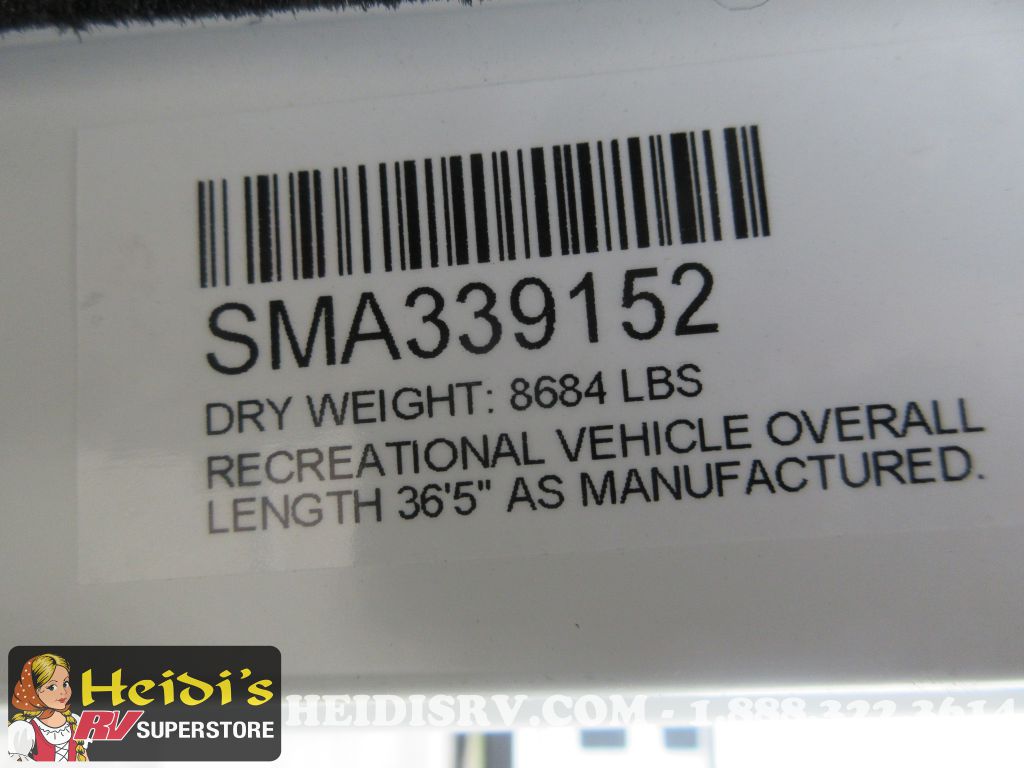 SMA339152
DRY WEIGHT: 8684 LBS
RECREATIONAL VEHICLE OVERALL
LENGTH 36'5" AS MANUFACTURED.
Heidi's
RV SUPERSTORE
HEIDISRV.COM - 1.888.322.3614